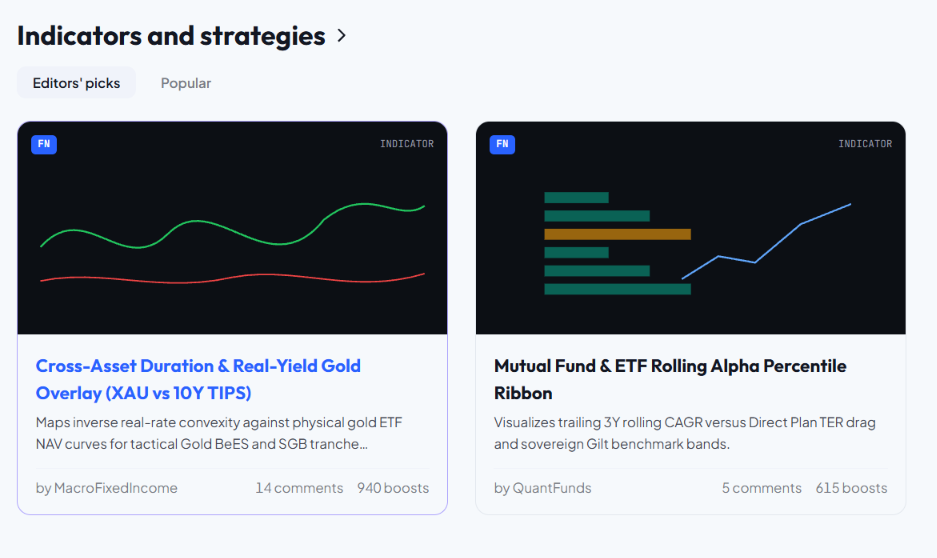 Indicators and strategies
Editors' picks
Popular
FN
INDICATOR
Cross-Asset Duration & Real-Yield Gold
Overlay (XAU vs 10Y TIPS)
Maps inverse real-rate convexity against physical gold ETF
NAV curves for tactical Gold BeES and SGB tranche...
by MacroFixedIncome
14 comments
940 boosts
FN
INDICATOR
Mutual Fund & ETF Rolling Alpha Percentile
Ribbon
Visualizes trailing 3Y rolling CAGR versus Direct Plan TER drag
and sovereign Gilt benchmark bands.
by QuantFunds
5 comments
615 boosts